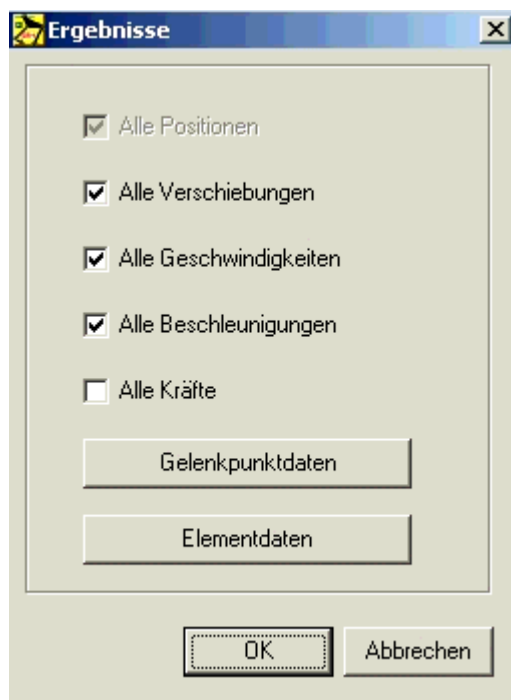 Ergebnisse
Alle Positionen
Alle Verschiebungen
Alle Geschwindigkeiten
Alle Beschleunigungen
Alle Kräfte
Gelenkpunktdaten
Elementdaten
OK Abbrechen